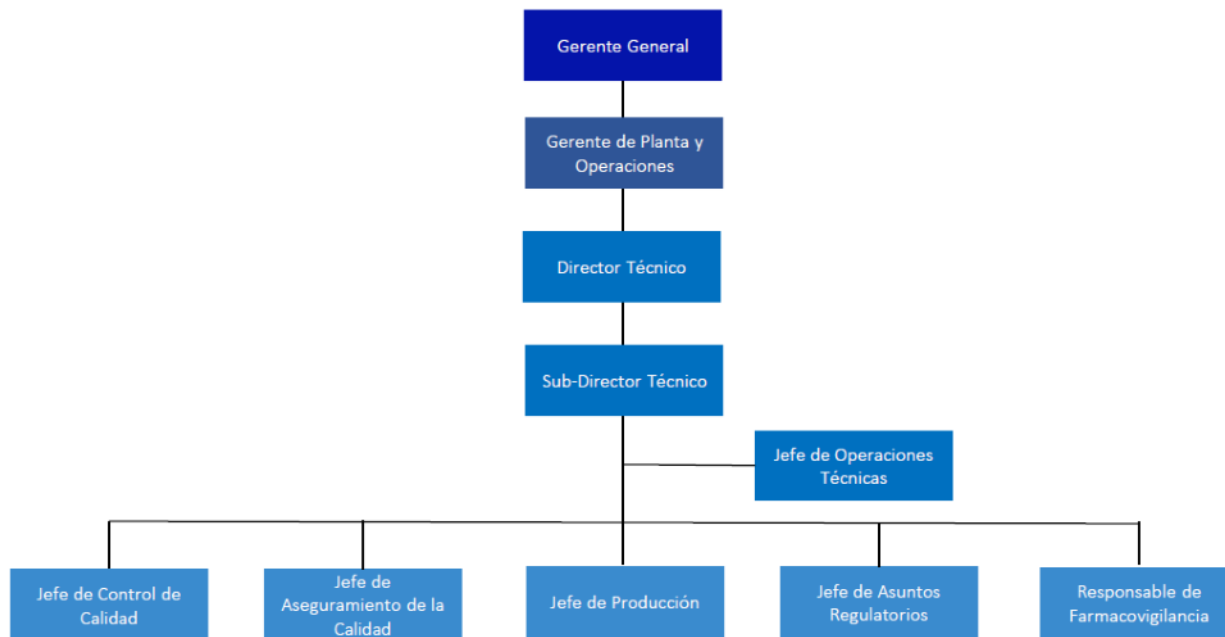 Gerente General
Gerente de Planta y
Operaciones
Director Técnico
Sub-Director Técnico
Jefe de Operaciones
Técnicas
Jefe de Control de
Calidad
Jefe de
Aseguramiento de la
Calidad
Jefe de Producción
Jefe de Asuntos
Regulatorios
Responsable de
Farmacovigilancia